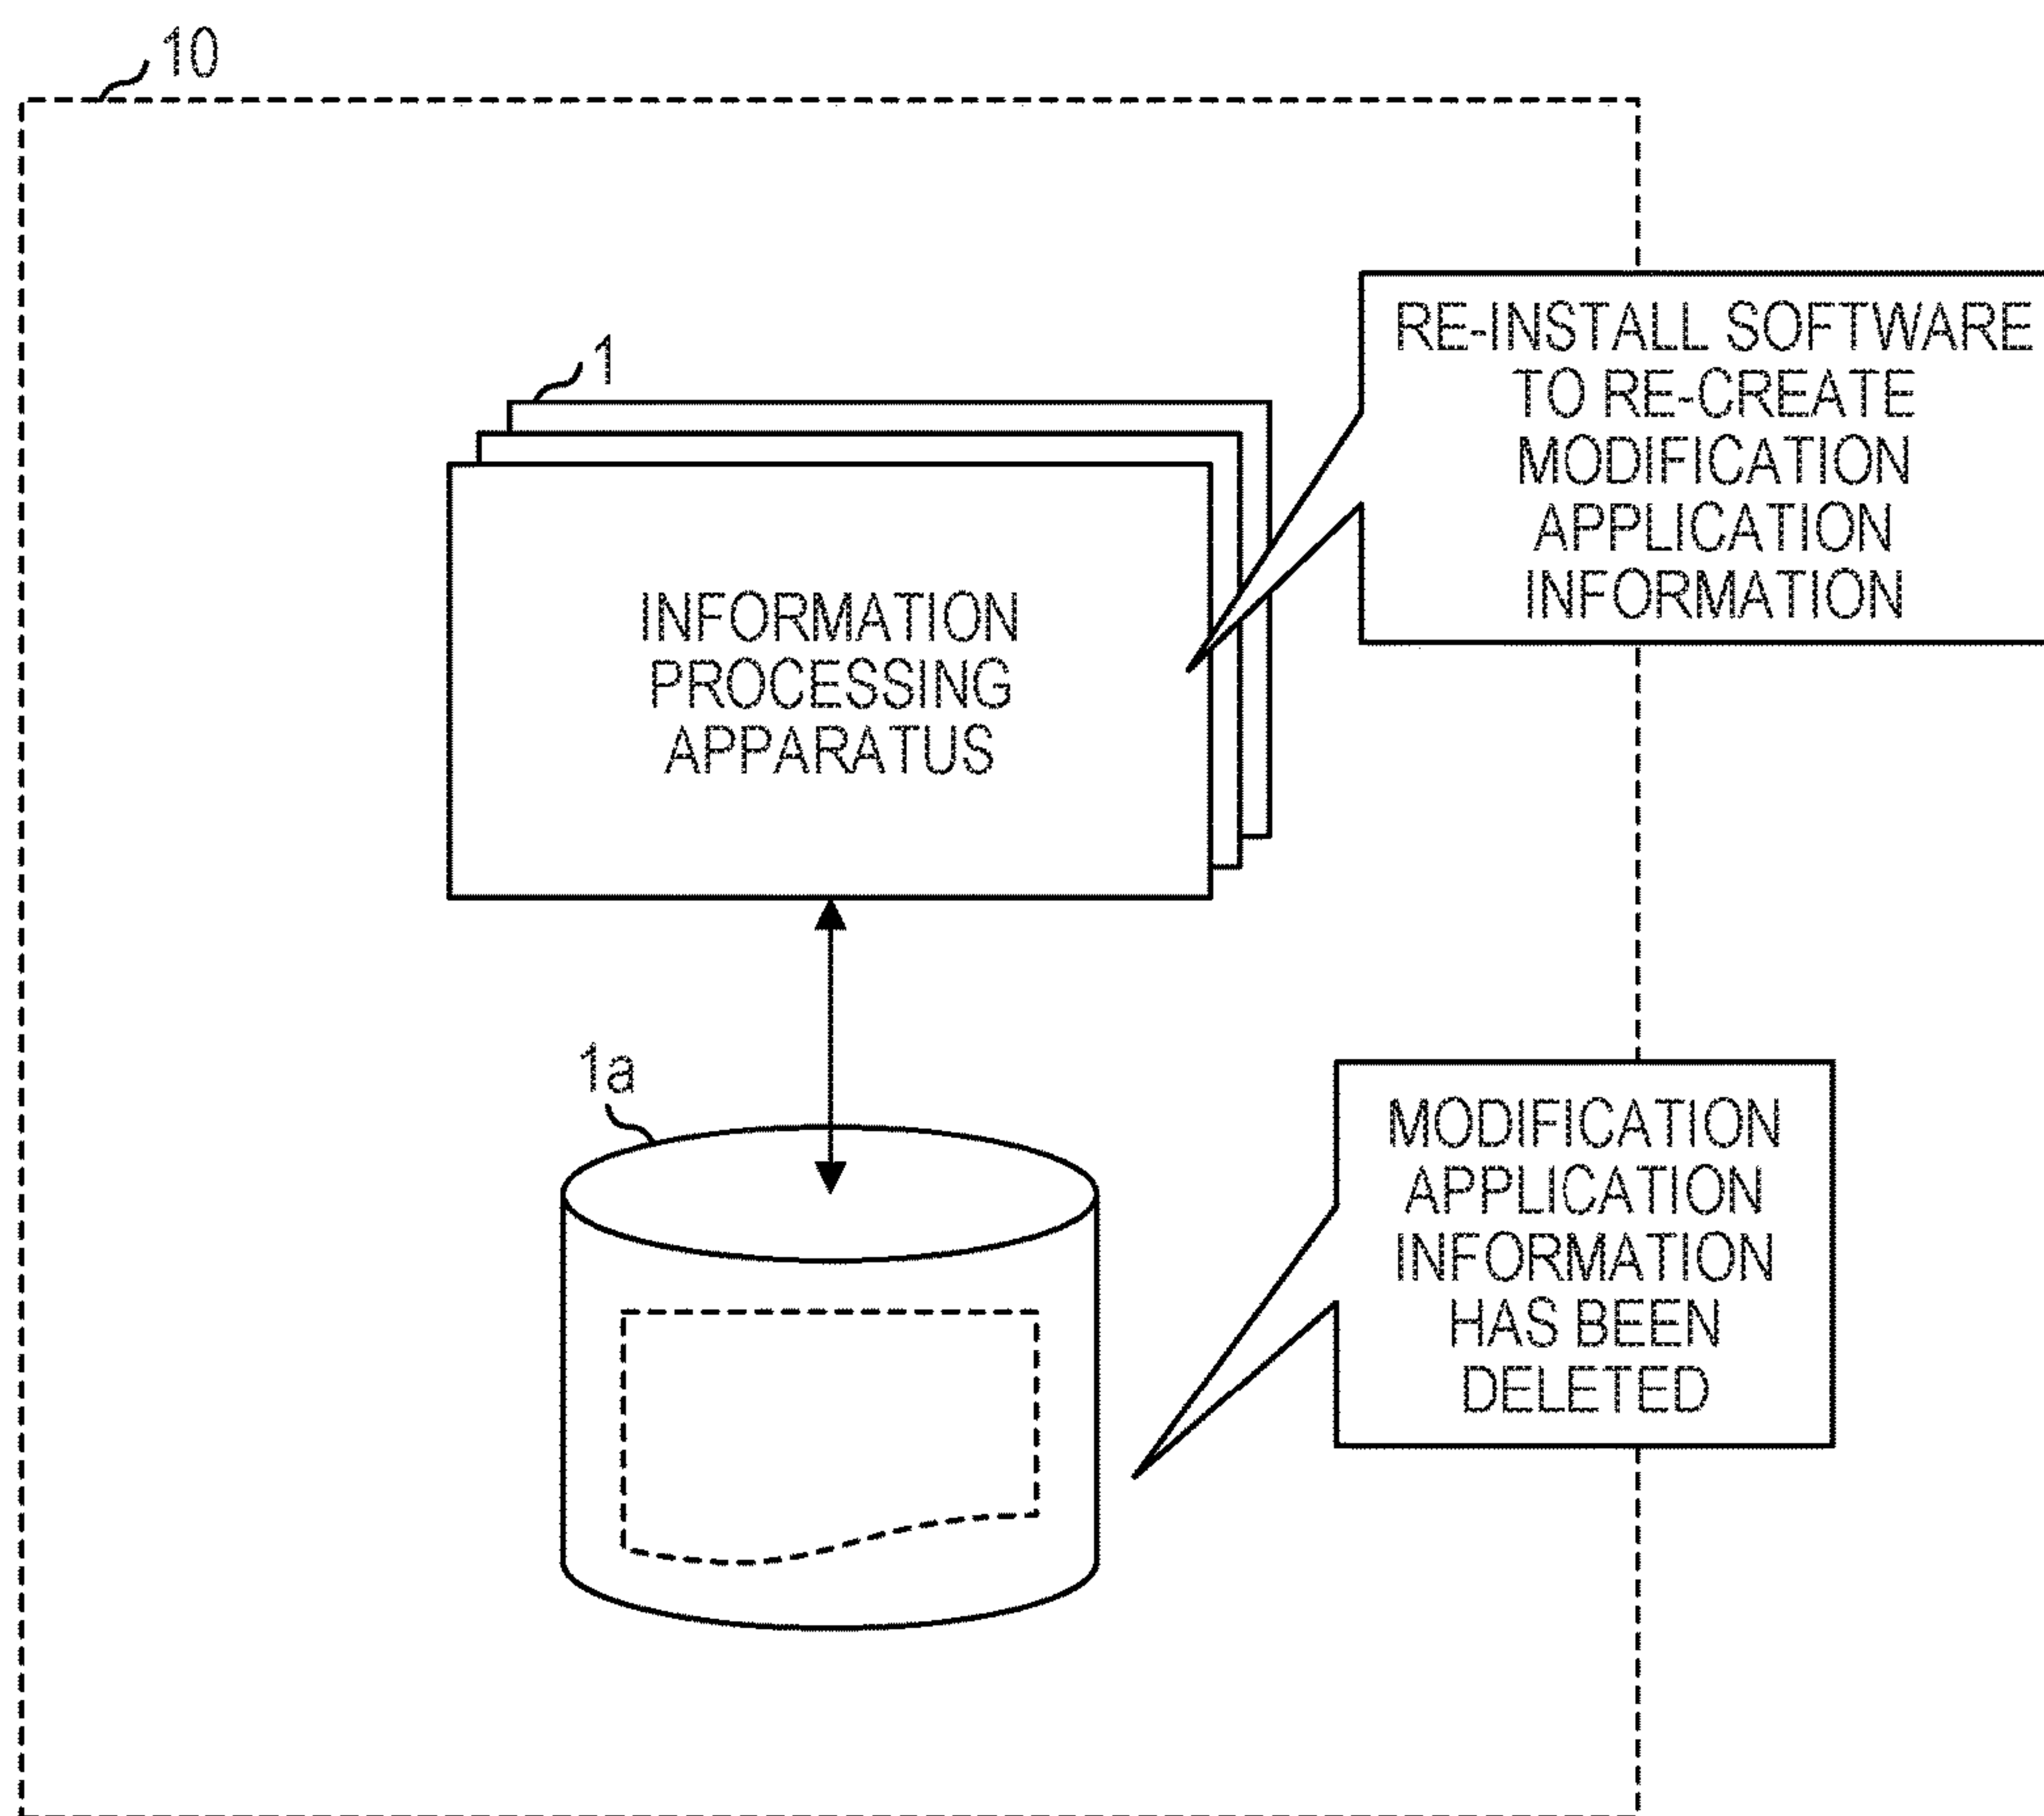 10
1
RE-INSTALL SOFTWARE
TO RE-CREATE
MODIFICATION
APPLICATION
INFORMATION
INFORMATION
PROCESSING
APPARATUS
1a
MODIFICATION
APPLICATION
INFORMATION
HAS BEEN
DELETED